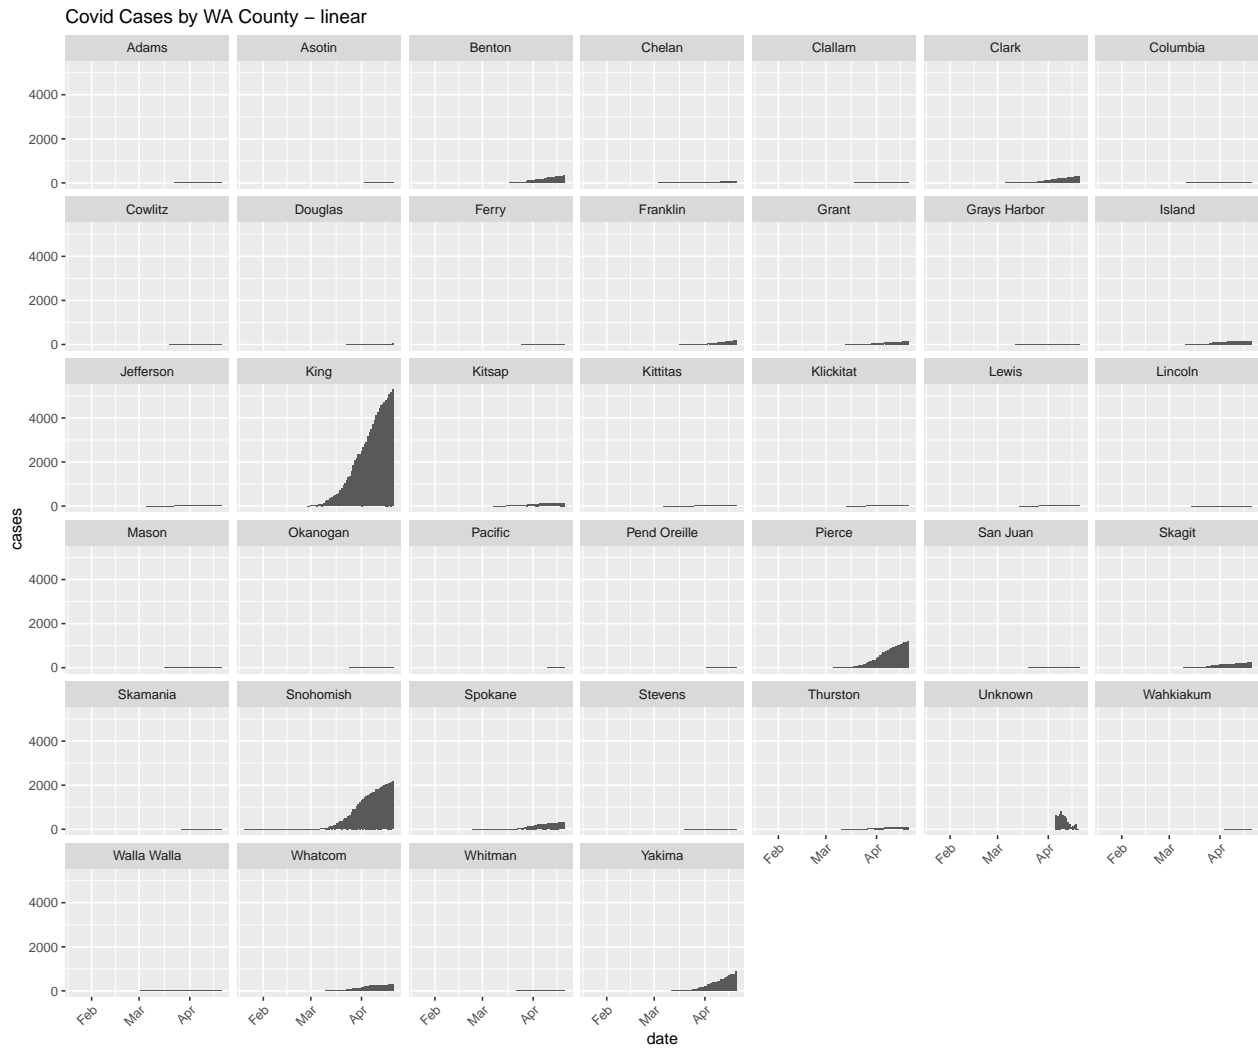 Covid Cases by WA County – linear
Adams Asotin Benton Chelan Clallam Clark Columbia
4000
2000
0
Cowlitz Douglas Ferry Franklin Grant Grays Harbor Island
4000
2000
0
Jefferson King Kitsap Kittitas Klickitat Lewis Lincoln
4000
2000
0
cases
Mason Okanogan Pacific Pend Oreille Pierce San Juan Skagit
4000
2000
0
Skamania Snohomish Spokane Stevens Thurston Unknown Wahkiakum
4000
2000
0
Feb Mar Apr Feb Mar Apr Feb Mar Apr
Walla Walla Whatcom Whitman Yakima
4000
2000
0
Feb Mar Apr Feb Mar Apr Feb Mar Apr Feb Mar Apr
date